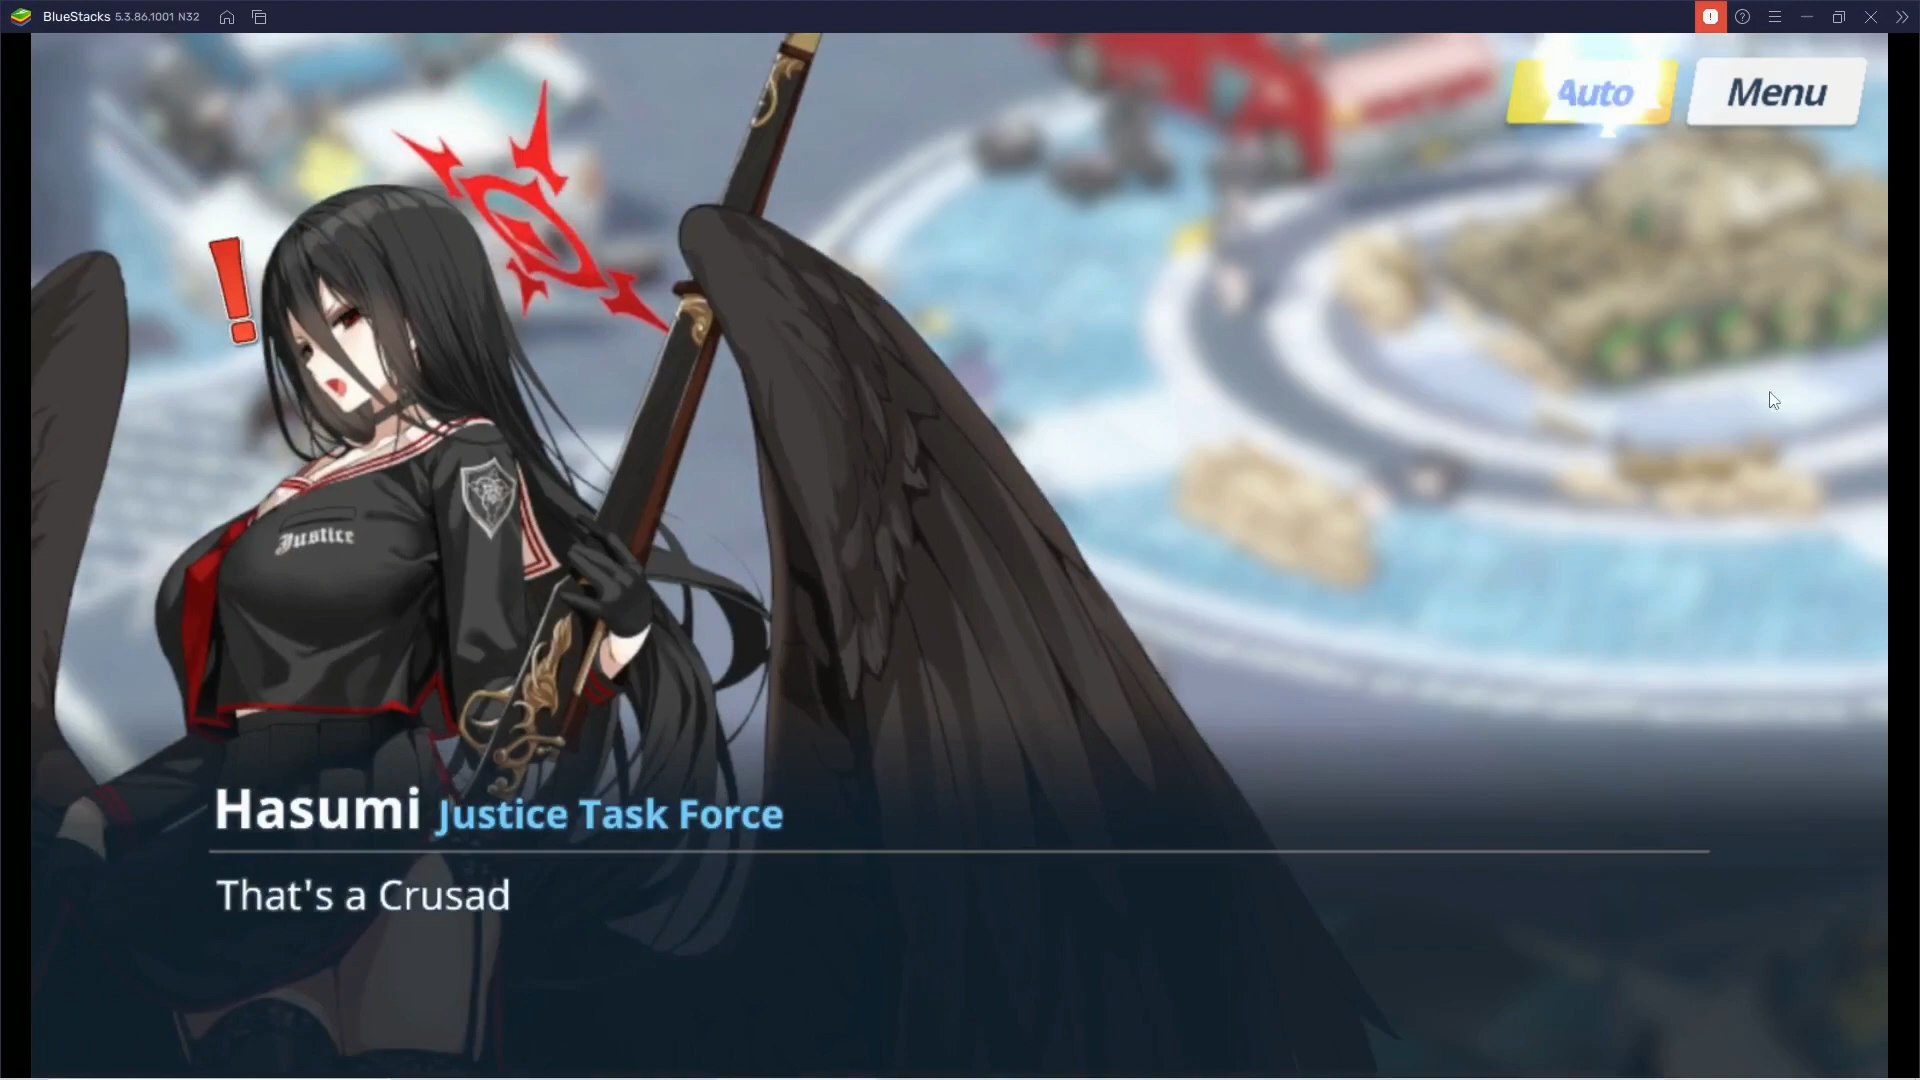 BlueStacks 5.3.86.1001 N32
Auto
Menu
Justice
Hasumi Justice Task Force
That's a Crusad